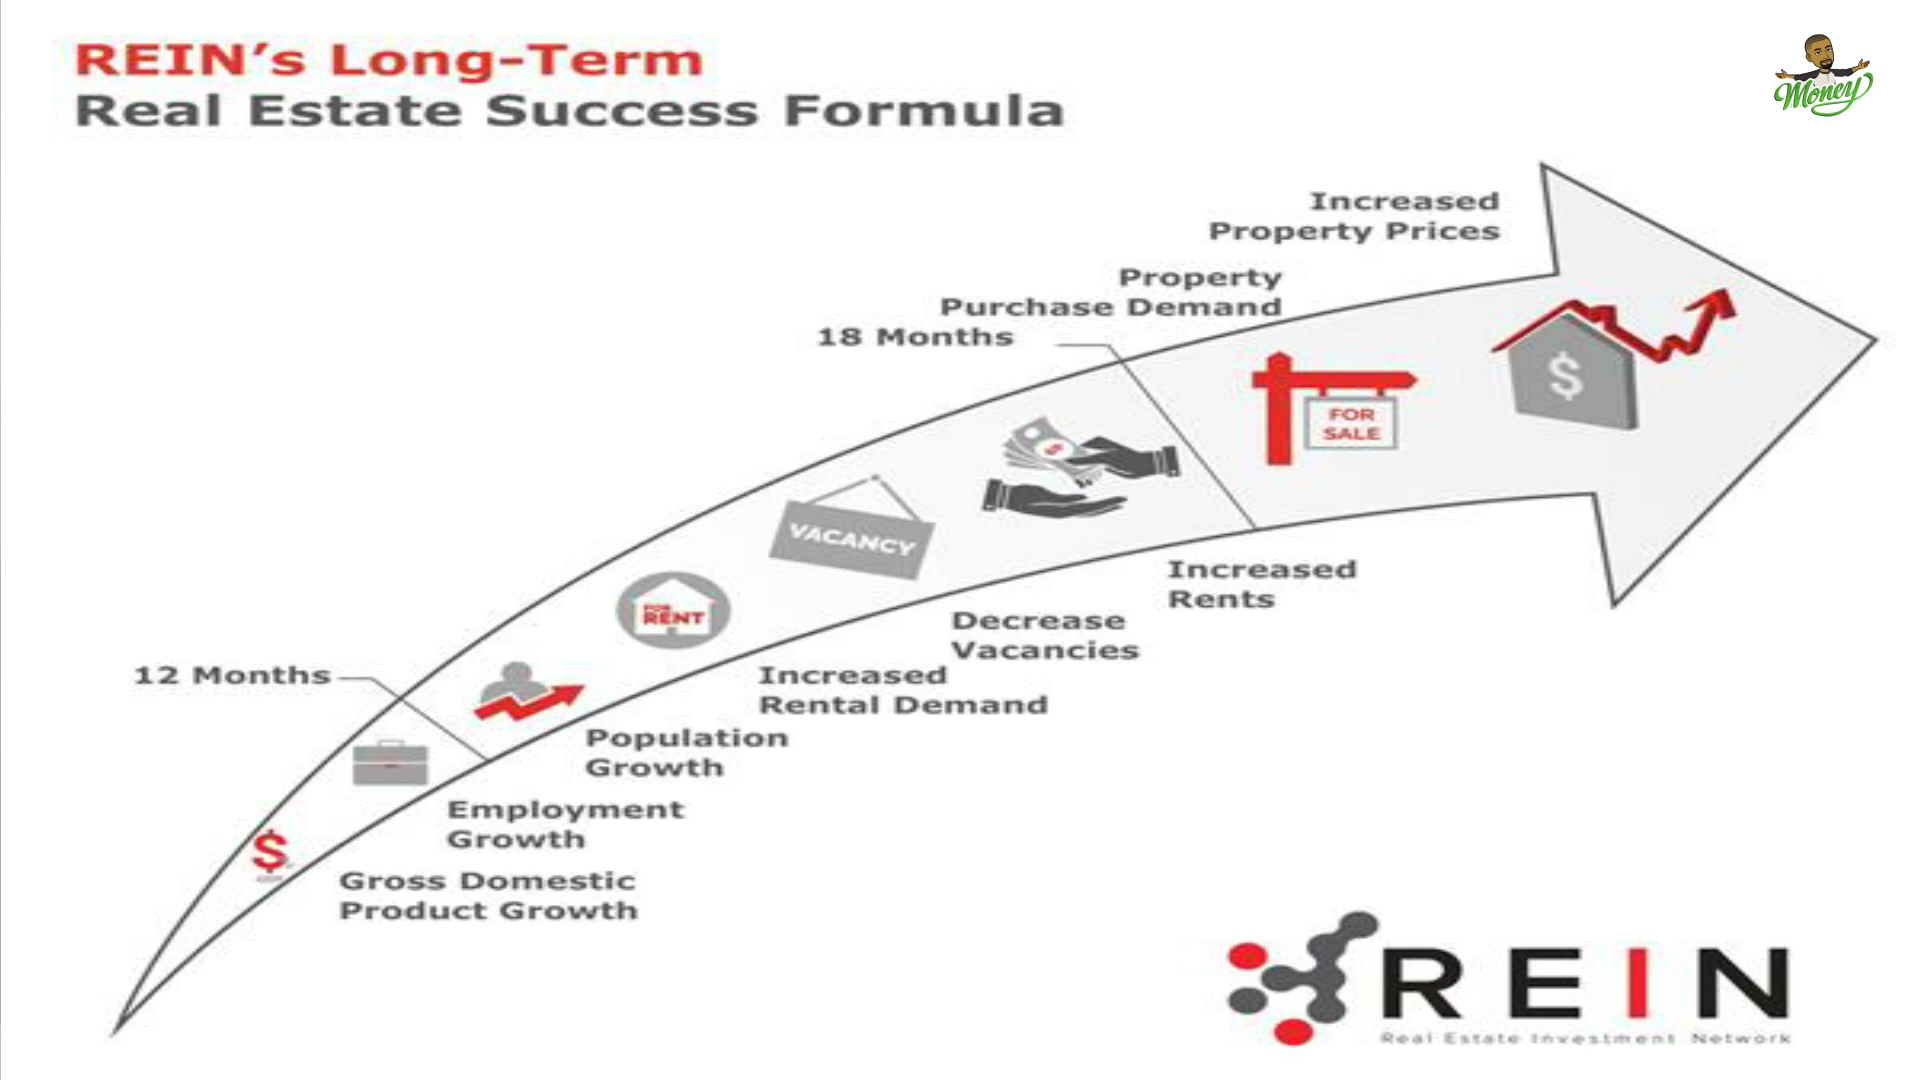 REIN's Long-Term
Real Estate Success Formula
Money
Increased
Property Prices
Property
Purchase Demand
18 Months
$
FOR
SALE
$
VACANCY
Increased
Rents
FOR
RENT
Decrease
Vacancies
12 Months
Increased
Rental Demand
Population
Growth
Employment
Growth
$
Gross Domestic
Product Growth
REIN
Real Estate Investment Network